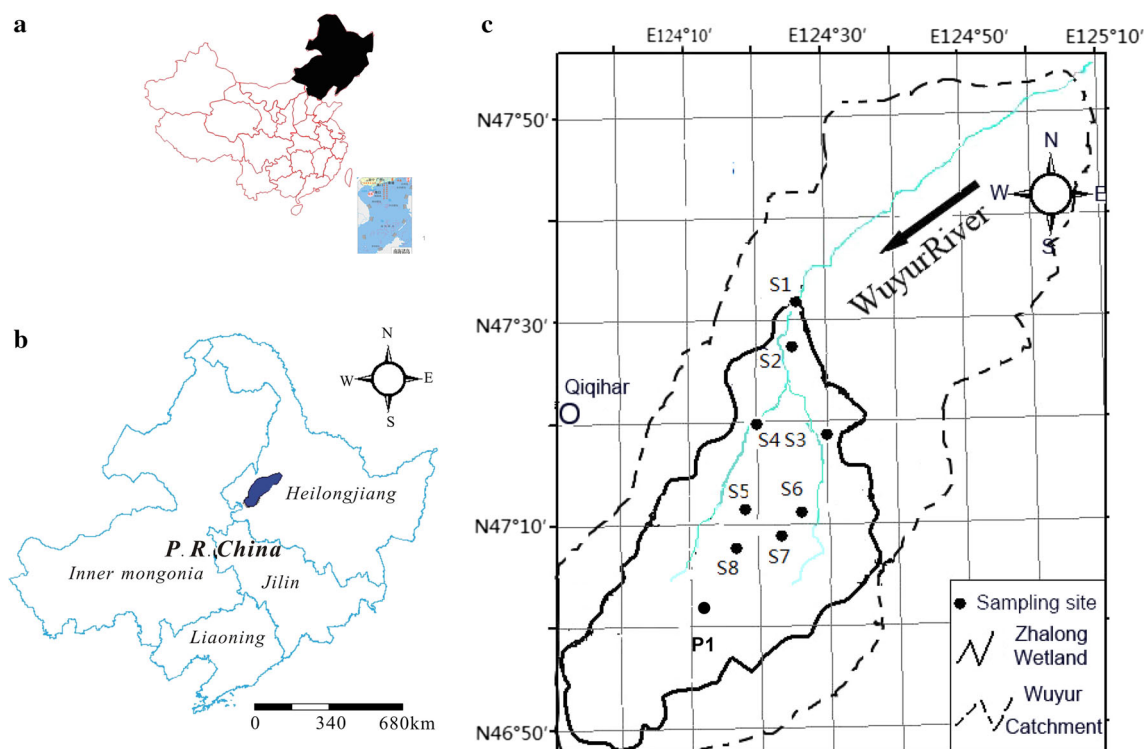 a
b
N
W
E
S
Heilongjiang
P. R. China
Inner mongonia
Jilin
Liaoning
0 340 680km
c
E124°10′ E124°30′ E124°50′ E125°10′
N47°50′
N
W E
S
WuyurRiver
S1
N47°30′
S2
Qiqihar
S4 S3
S5 S6
N47°10′
S8 S7
P1
N46°50′
Sampling site
Zhalong
Wetland
Wuyur
Catchment